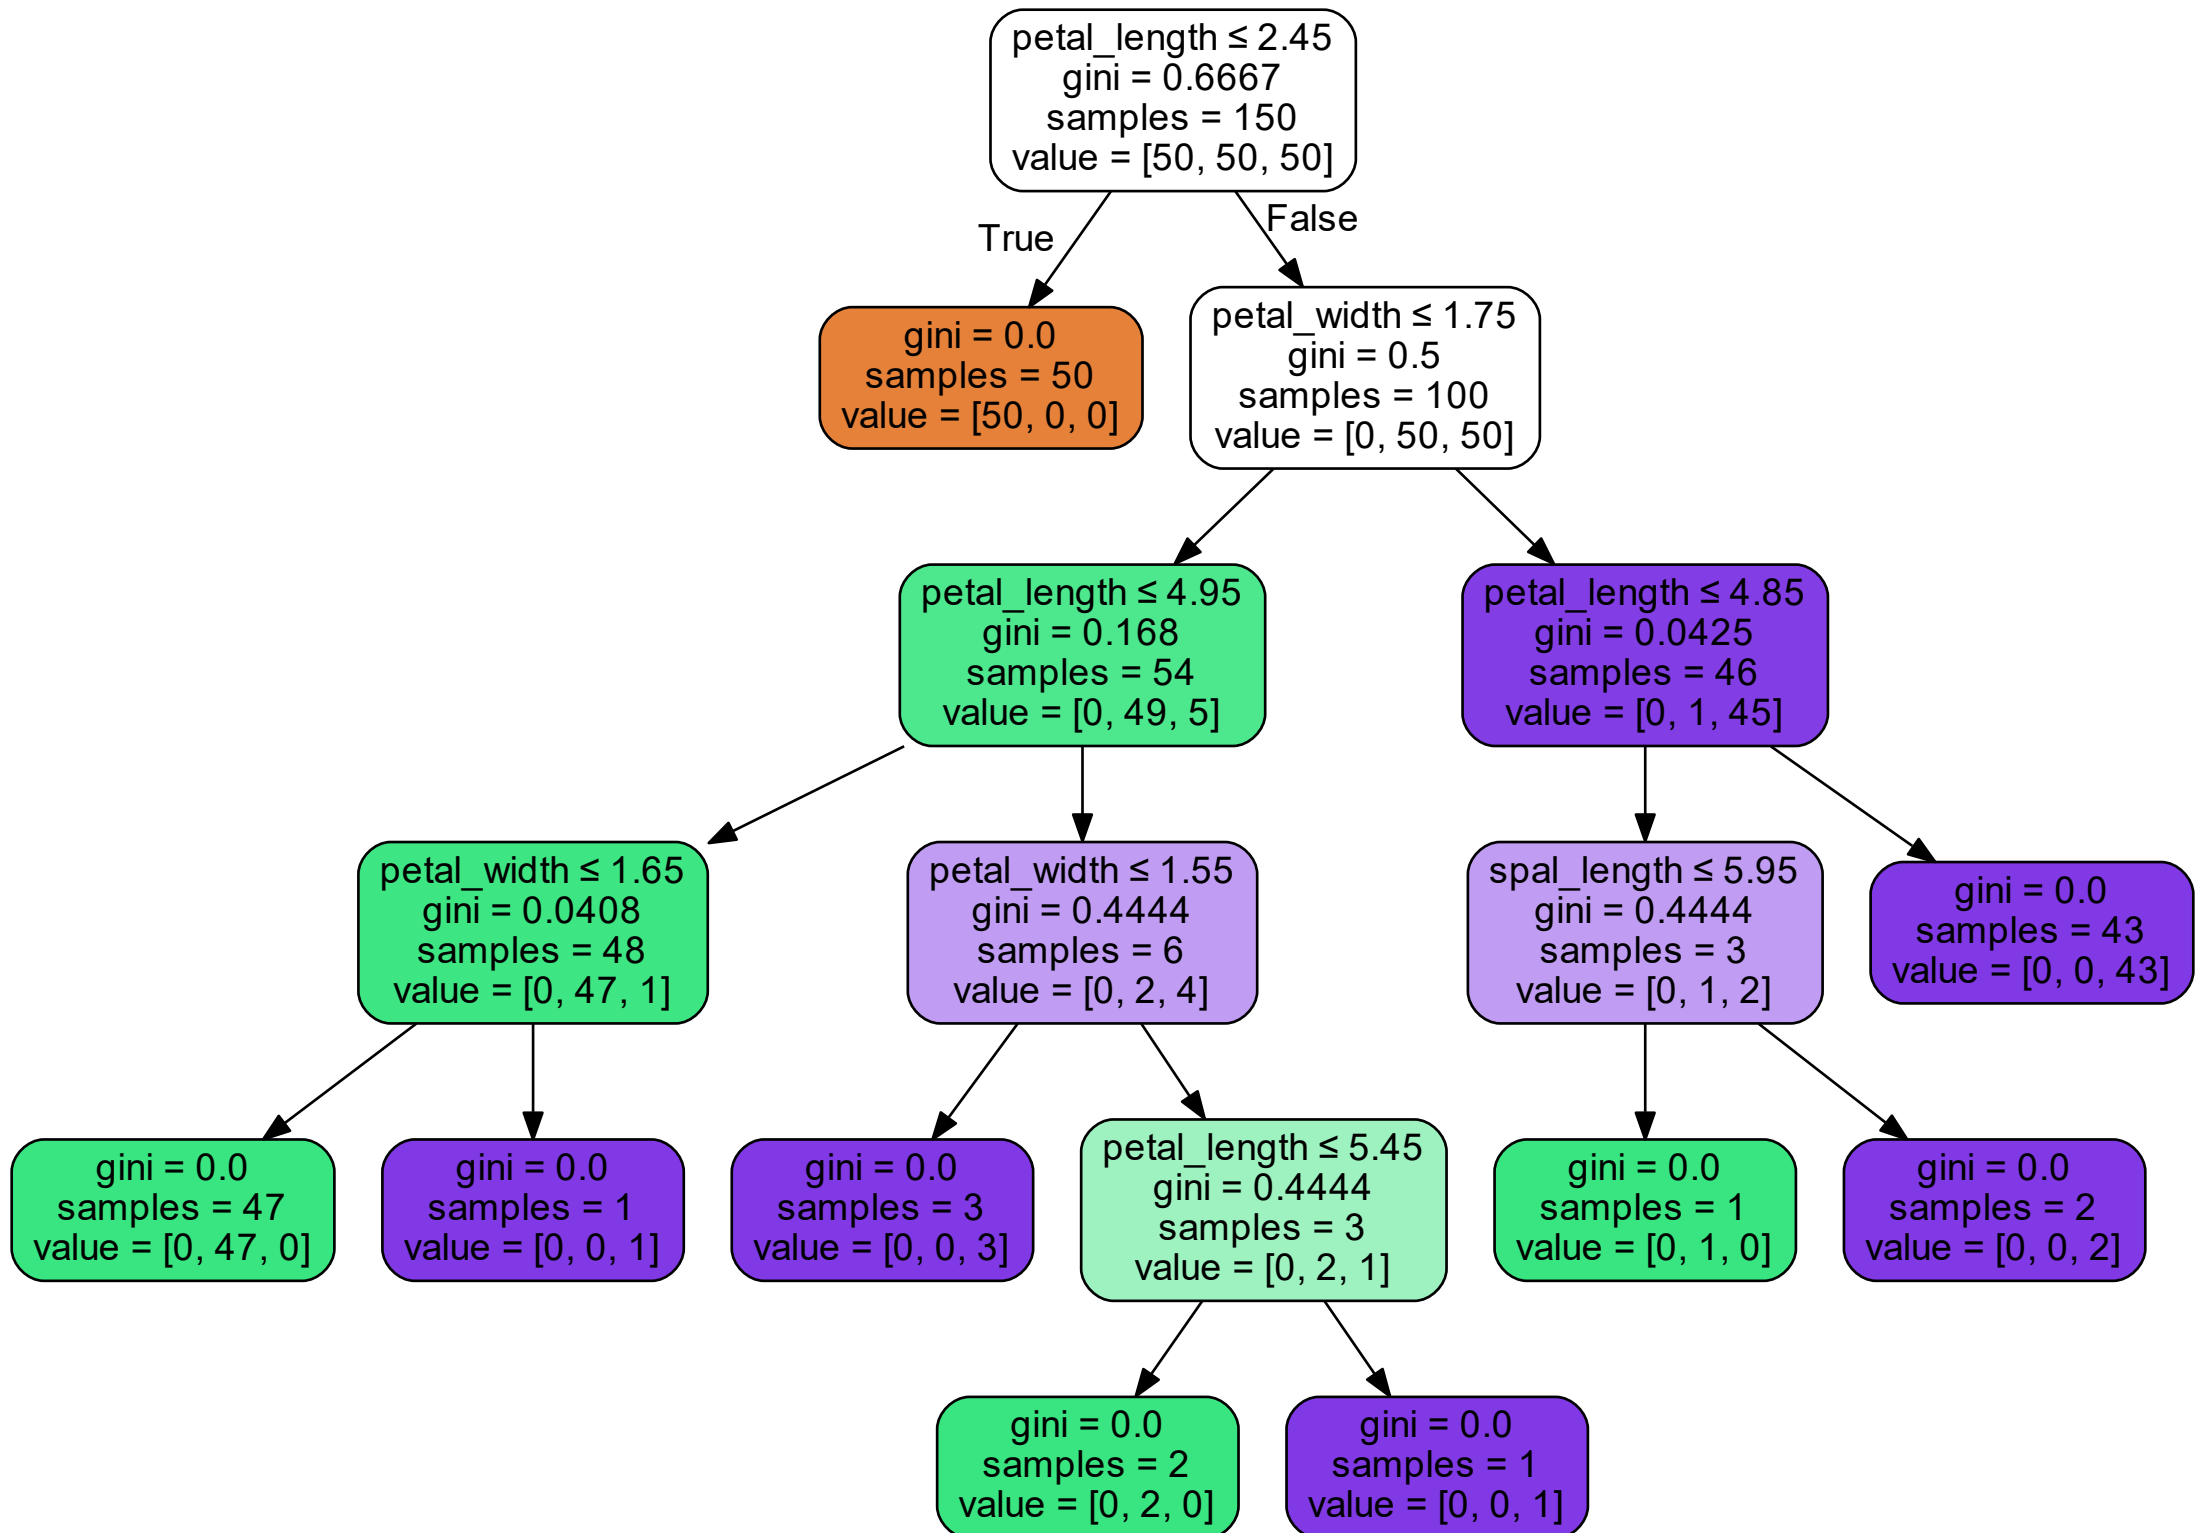 petal_length ≤ 2.45
gini = 0.6667
samples = 150
value = [50, 50, 50]
True
False
gini = 0.0
samples = 50
value = [50, 0, 0]
petal_width ≤ 1.75
gini = 0.5
samples = 100
value = [0, 50, 50]
petal_length ≤ 4.95
gini = 0.168
samples = 54
value = [0, 49, 5]
petal_length ≤ 4.85
gini = 0.0425
samples = 46
value = [0, 1, 45]
petal_width ≤ 1.65
gini = 0.0408
samples = 48
value = [0, 47, 1]
petal_width ≤ 1.55
gini = 0.4444
samples = 6
value = [0, 2, 4]
spal_length ≤ 5.95
gini = 0.4444
samples = 3
value = [0, 1, 2]
gini = 0.0
samples = 43
value = [0, 0, 43]
gini = 0.0
samples = 47
value = [0, 47, 0]
gini = 0.0
samples = 1
value = [0, 0, 1]
gini = 0.0
samples = 3
value = [0, 0, 3]
petal_length ≤ 5.45
gini = 0.4444
samples = 3
value = [0, 2, 1]
gini = 0.0
samples = 1
value = [0, 1, 0]
gini = 0.0
samples = 2
value = [0, 0, 2]
gini = 0.0
samples = 2
value = [0, 2, 0]
gini = 0.0
samples = 1
value = [0, 0, 1]